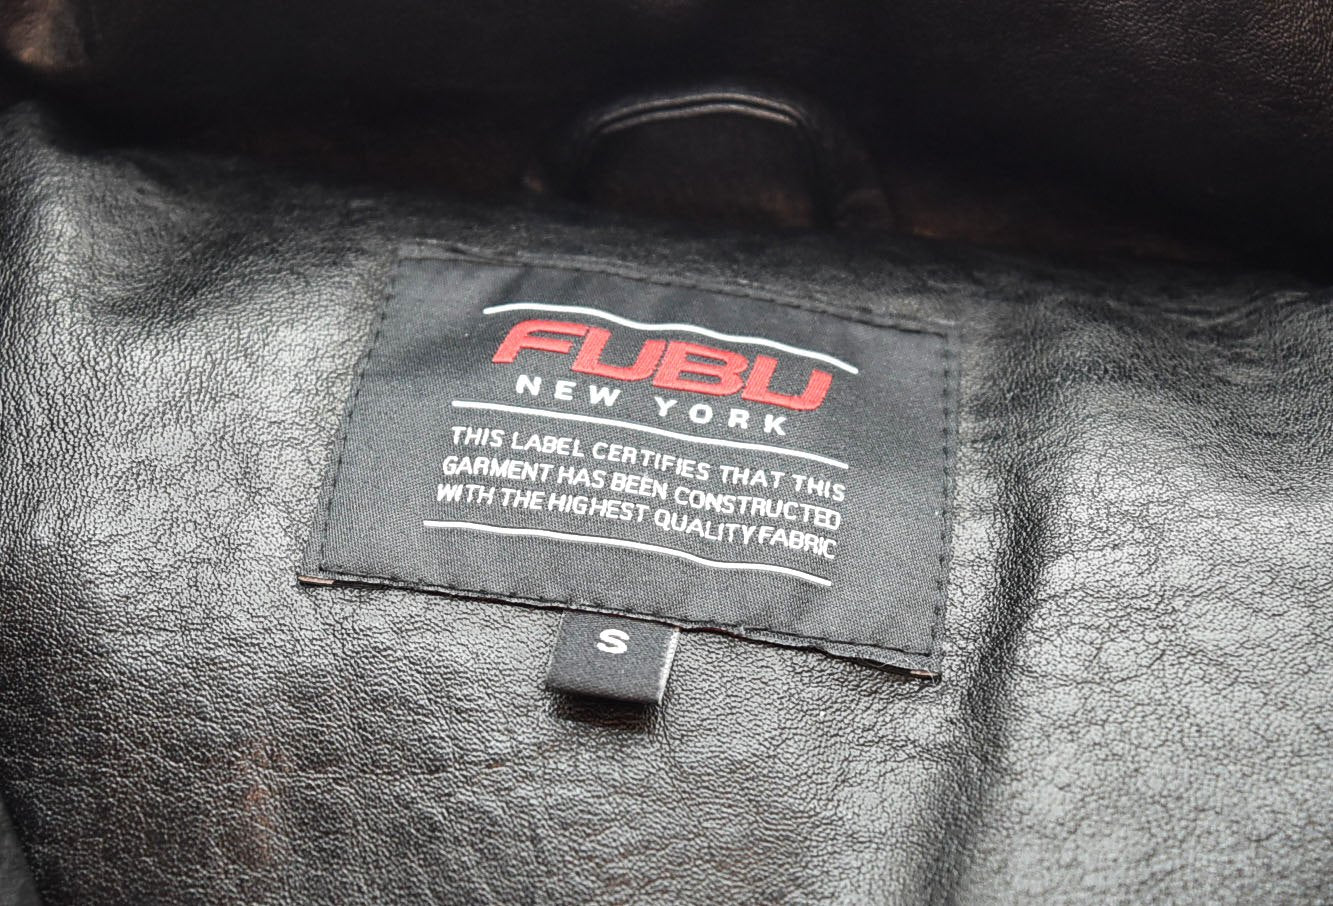 FUBU
NEW YORK
THIS LABEL CERTIFIES THAT THIS
GARMENT HAS BEEN CONSTRUCTED
WITH THE HIGHEST QUALITY FABRIC
S